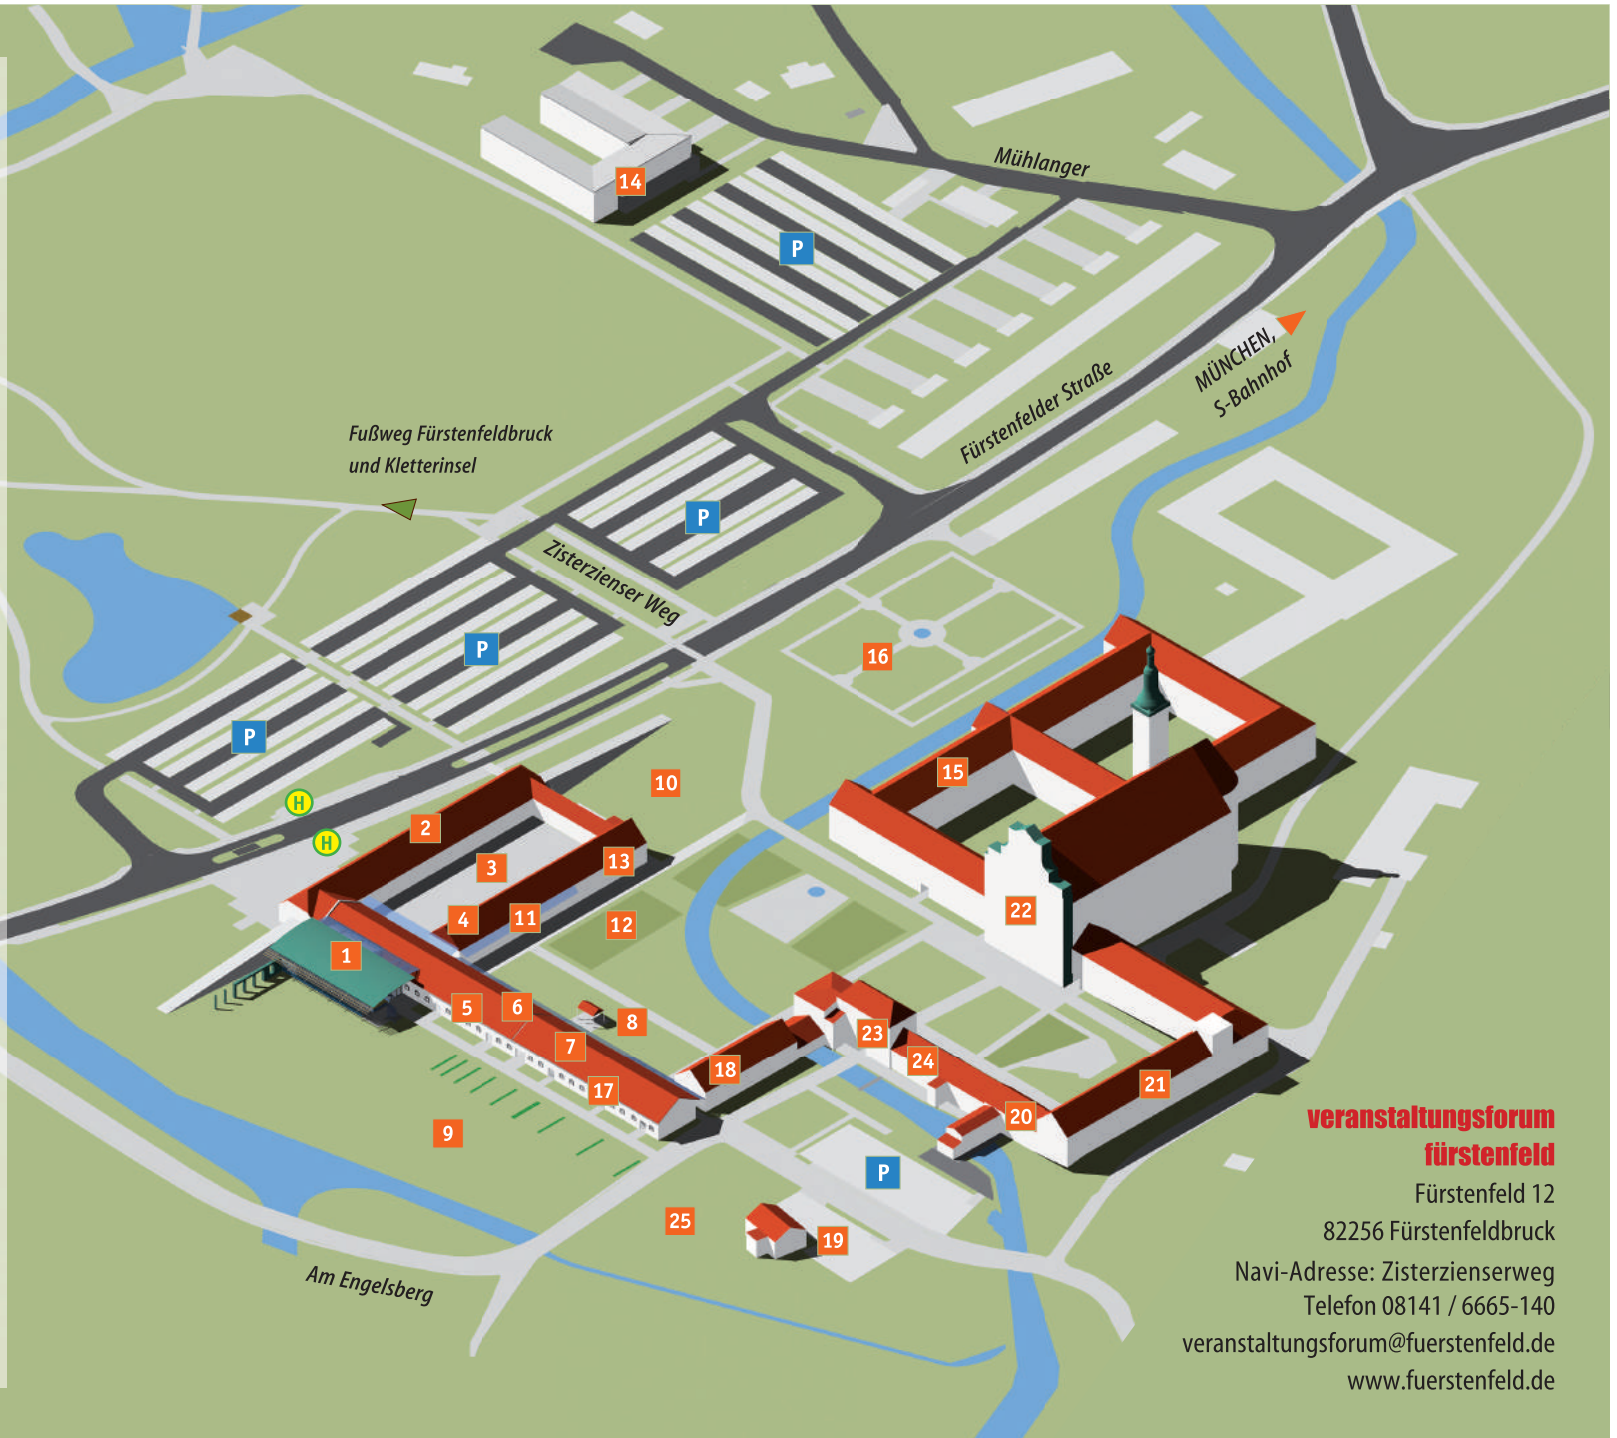 14
Mühlanger
P
MÜNCHEN,
S-Bahnhof
Fürstenfelder Straße
Fußweg Fürstenfeldbruck
und Kletterinsel
P
Zisterzienser Weg
P
16
P
15
10
H
2
H
3
13
4
11
12
22
1
5
6
8
7
23
24
18
17
21
20
9
P
25
19
Am Engelsberg
veranstaltungsforum
fürstenfeld
Fürstenfeld 12
82256 Fürstenfeldbruck
Navi-Adresse: Zisterzienserweg
Telefon 08141 / 6665-140
veranstaltungsforum@fuerstenfeld.de
www.fuerstenfeld.de